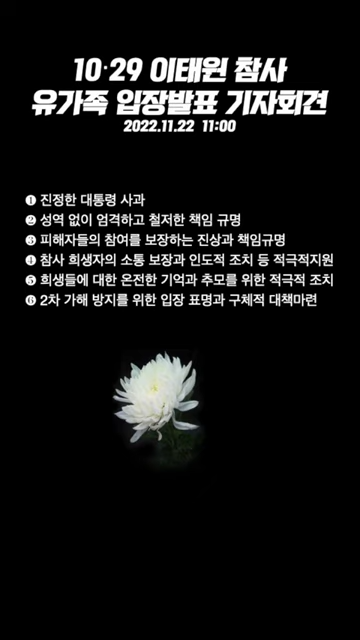 10·29 이태원 참사
유가족 입장발표 기자회견
2022.11.22 11:00
❶ 진정한 대통령 사과
❷ 성역 없이 엄격하고 철저한 책임 규명
❸ 피해자들의 참여를 보장하는 진상과 책임규명
❹ 참사 희생자의 소통 보장과 인도적 조치 등 적극적지원
❺ 희생들에 대한 온전한 기억과 추모를 위한 적극적 조치
❻ 2차 가해 방지를 위한 입장 표명과 구체적 대책마련